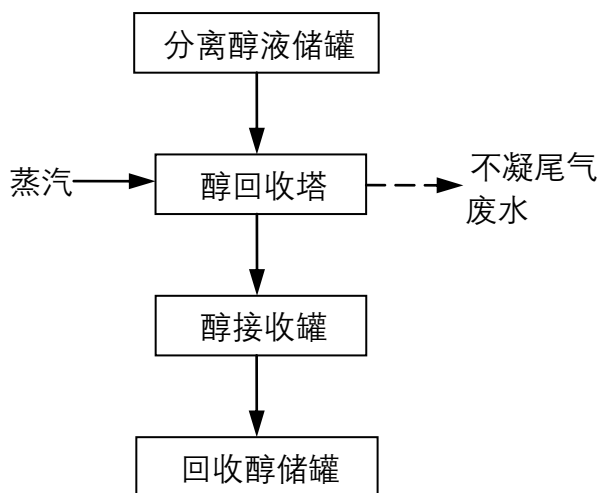 分离醇液储罐
蒸汽
醇回收塔
不凝尾气
废水
醇接收罐
回收醇储罐